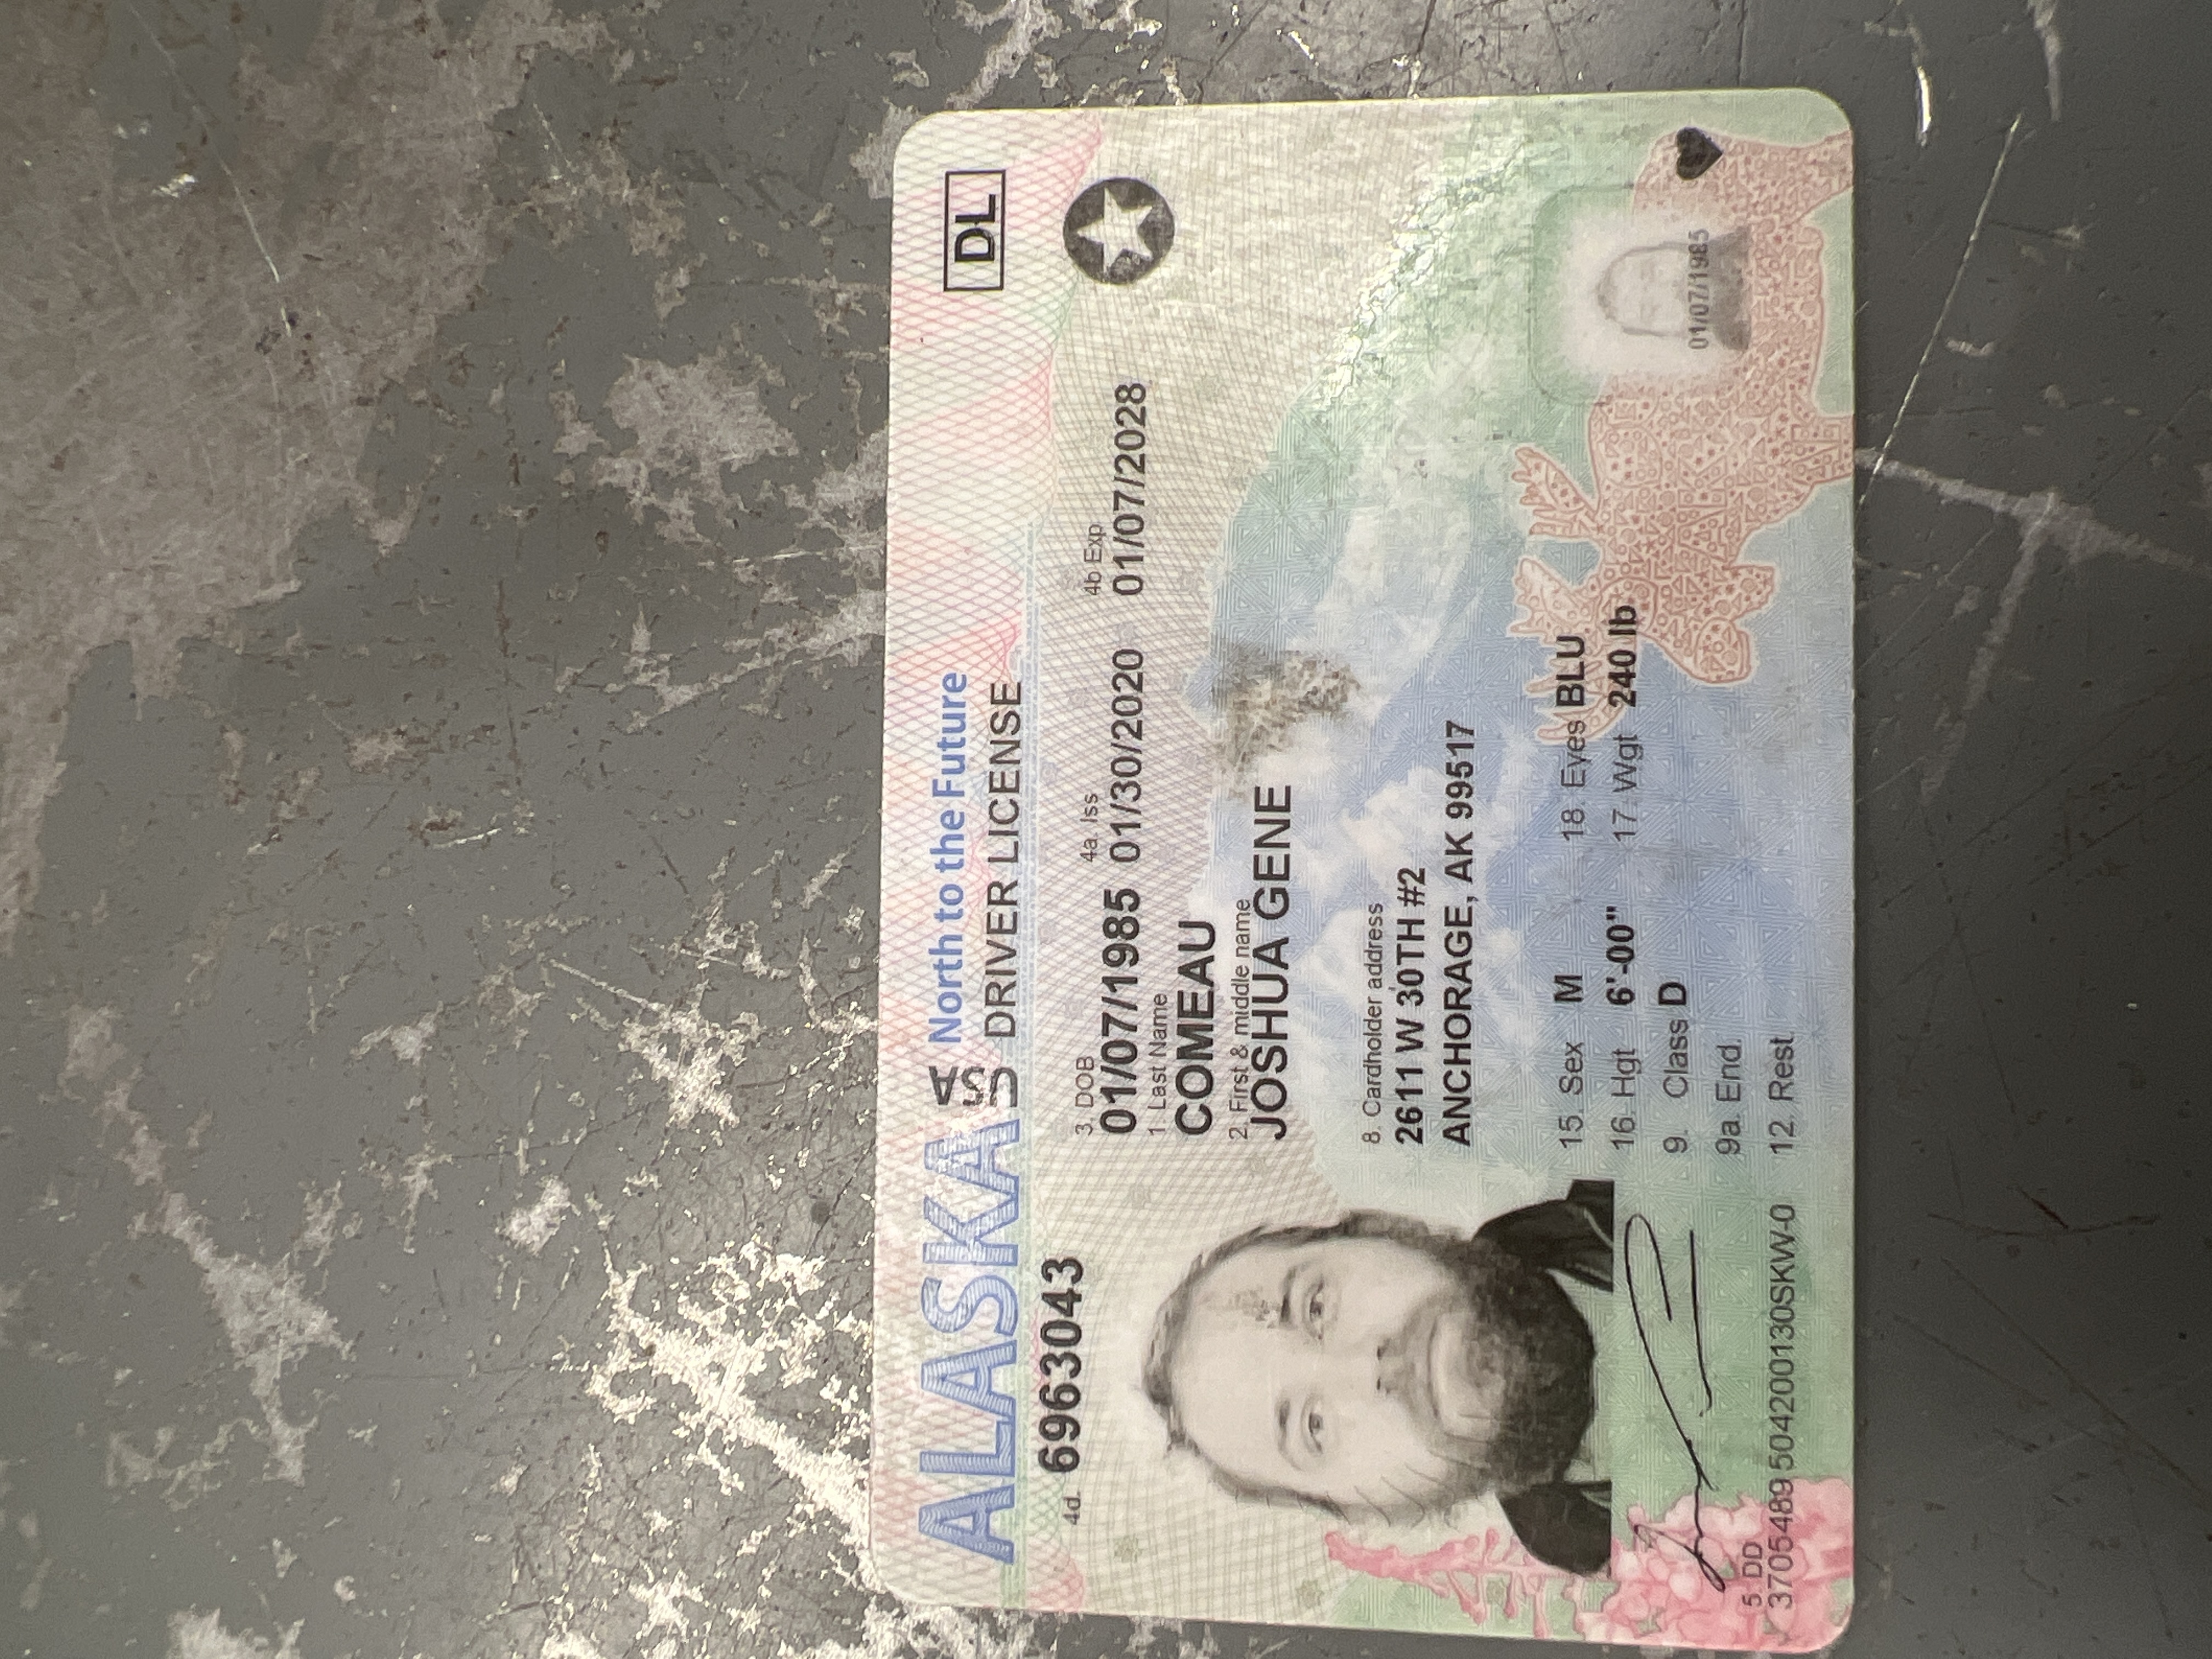 ALASKA USA North to the Future
DRIVER LICENSE
DL
4d. 6963043
3. DOB 4a. Iss 4b Exp
01/07/1985 01/30/2020 01/07/2028
1. Last Name
COMEAU
2. First & middle name
JOSHUA GENE
8. Cardholder address
2611 W 30TH #2
ANCHORAGE, AK 99517
15. Sex M 18. Eyes BLU
16. Hgt 6'-00" 17. Wgt 240 lb
9. Class D
9a. End.
12. Rest.
01/07/1985
5. DD
3705489 504200130SKW-0